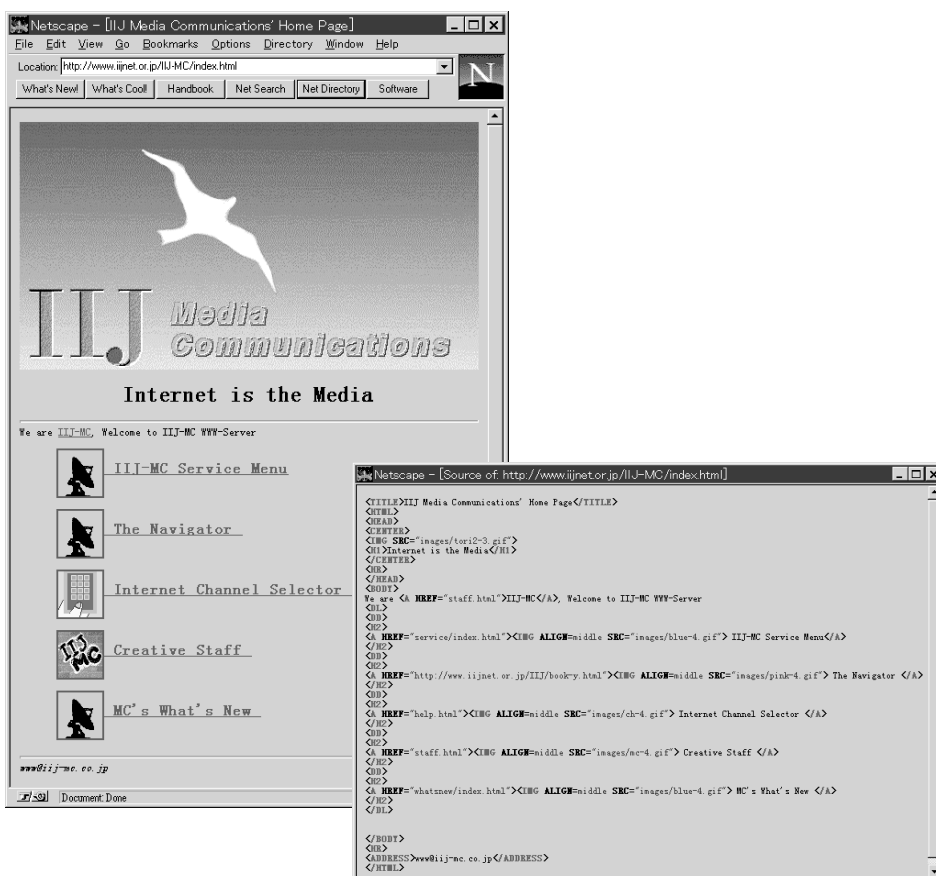 Netscape - [IIJ Media Communications' Home Page]
File Edit View Go Bookmarks Options Directory Window Help
Location: http://www.iijnet.or.jp/IIJ-MC/index.html
What's New! What's Cool! Handbook Net Search Net Directory Software
N
IIJ Media Communications
Internet is the Media
We are IIJ-MC, Welcome to IIJ-MC WWW-Server
IIJ-MC Service Menu
The Navigator
Internet Channel Selector
IIJ MC
Creative Staff
MC's What's New
www@iij-mc.co.jp
Document: Done
Netscape - [Source of: http://www.iijnet.or.jp/IIJ-MC/index.html]
<TITLE>IIJ Media Communications' Home Page</TITLE>
<HTML>
<HEAD>
<CENTER>
<IMG SRC="images/tori2-3.gif">
<H1>Internet is the Media</H1>
</CENTER>
<HR>
</HEAD>
<BODY>
We are <A HREF="staff.html">IIJ-MC</A>, Welcome to IIJ-MC WWW-Server
<DL>
<DD>
<H2>
<A HREF="service/index.html"><IMG ALIGN=middle SRC="images/blue-4.gif"> IIJ-MC Service Menu</A>
</H2>
<DD>
<H2>
<A HREF="http://www.iijnet.or.jp/IIJ/book-y.html"><IMG ALIGN=middle SRC="images/pink-4.gif"> The Navigator </A>
</H2>
<DD>
<H2>
<A HREF="help.html"><IMG ALIGN=middle SRC="images/ch-4.gif"> Internet Channel Selector </A>
</H2>
<DD>
<H2>
<A HREF="staff.html"><IMG ALIGN=middle SRC="images/mc-4.gif"> Creative Staff </A>
</H2>
<DD>
<H2>
<A HREF="whatsnew/index.html"><IMG ALIGN=middle SRC="images/blue-4.gif"> MC's What's New </A>
</H2>
</DL>
</BODY>
<HR>
<ADDRESS>www@iij-mc.co.jp</ADDRESS>
</HTML>